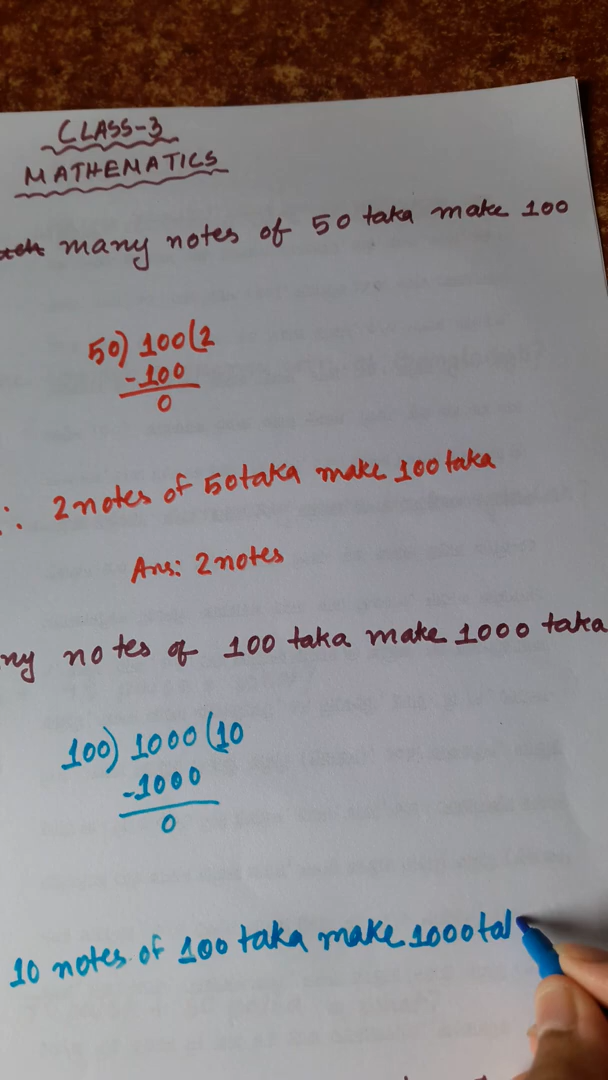 CLASS-3
MATHEMATICS
many notes of 50 taka make 100
50) 100 (2
-100
0
∴ 2 notes of 50 taka make 100 taka
Ans: 2 notes
ny notes of 100 taka make 1000 taka
100) 1000 (10
-1000
0
10 notes of 100 taka make 1000 tal